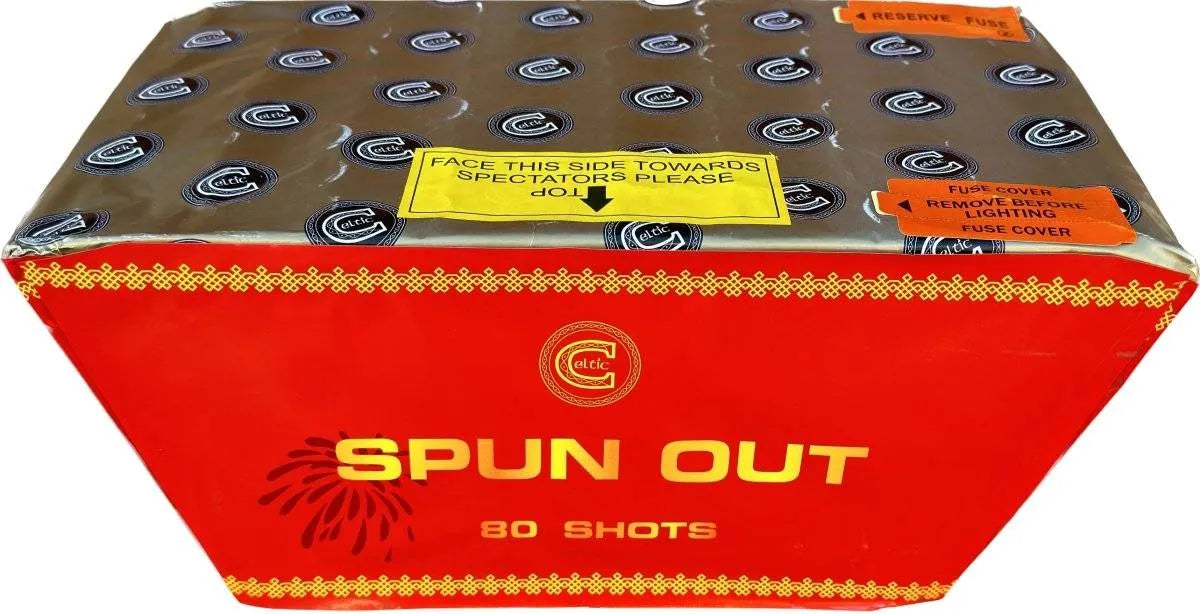 RESERVE FUSE
2
FACE THIS SIDE TOWARDS
SPECTATORS PLEASE
TOP
FUSE COVER
REMOVE BEFORE
LIGHTING
FUSE COVER
Celtic
SPUN OUT
80 SHOTS